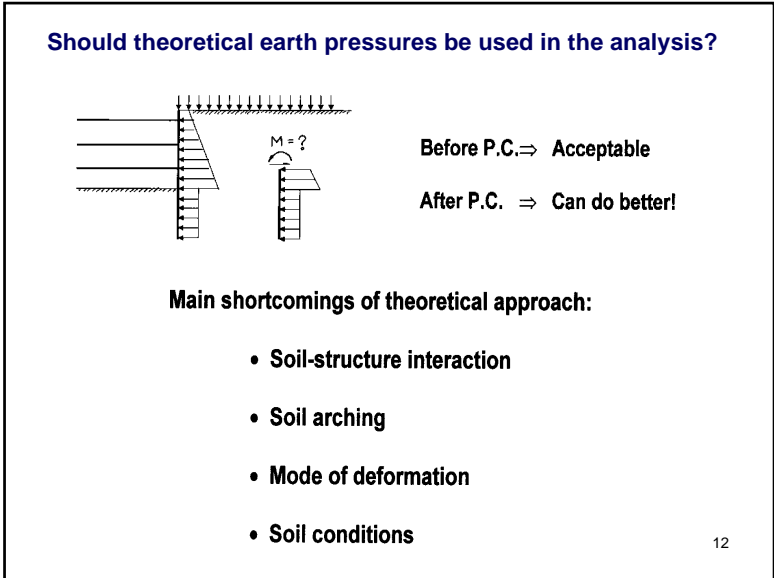 Should theoretical earth pressures be used in the analysis?
M = ?
Before P.C.⇒ Acceptable
After P.C. ⇒ Can do better!
Main shortcomings of theoretical approach:
• Soil-structure interaction
• Soil arching
• Mode of deformation
• Soil conditions
12